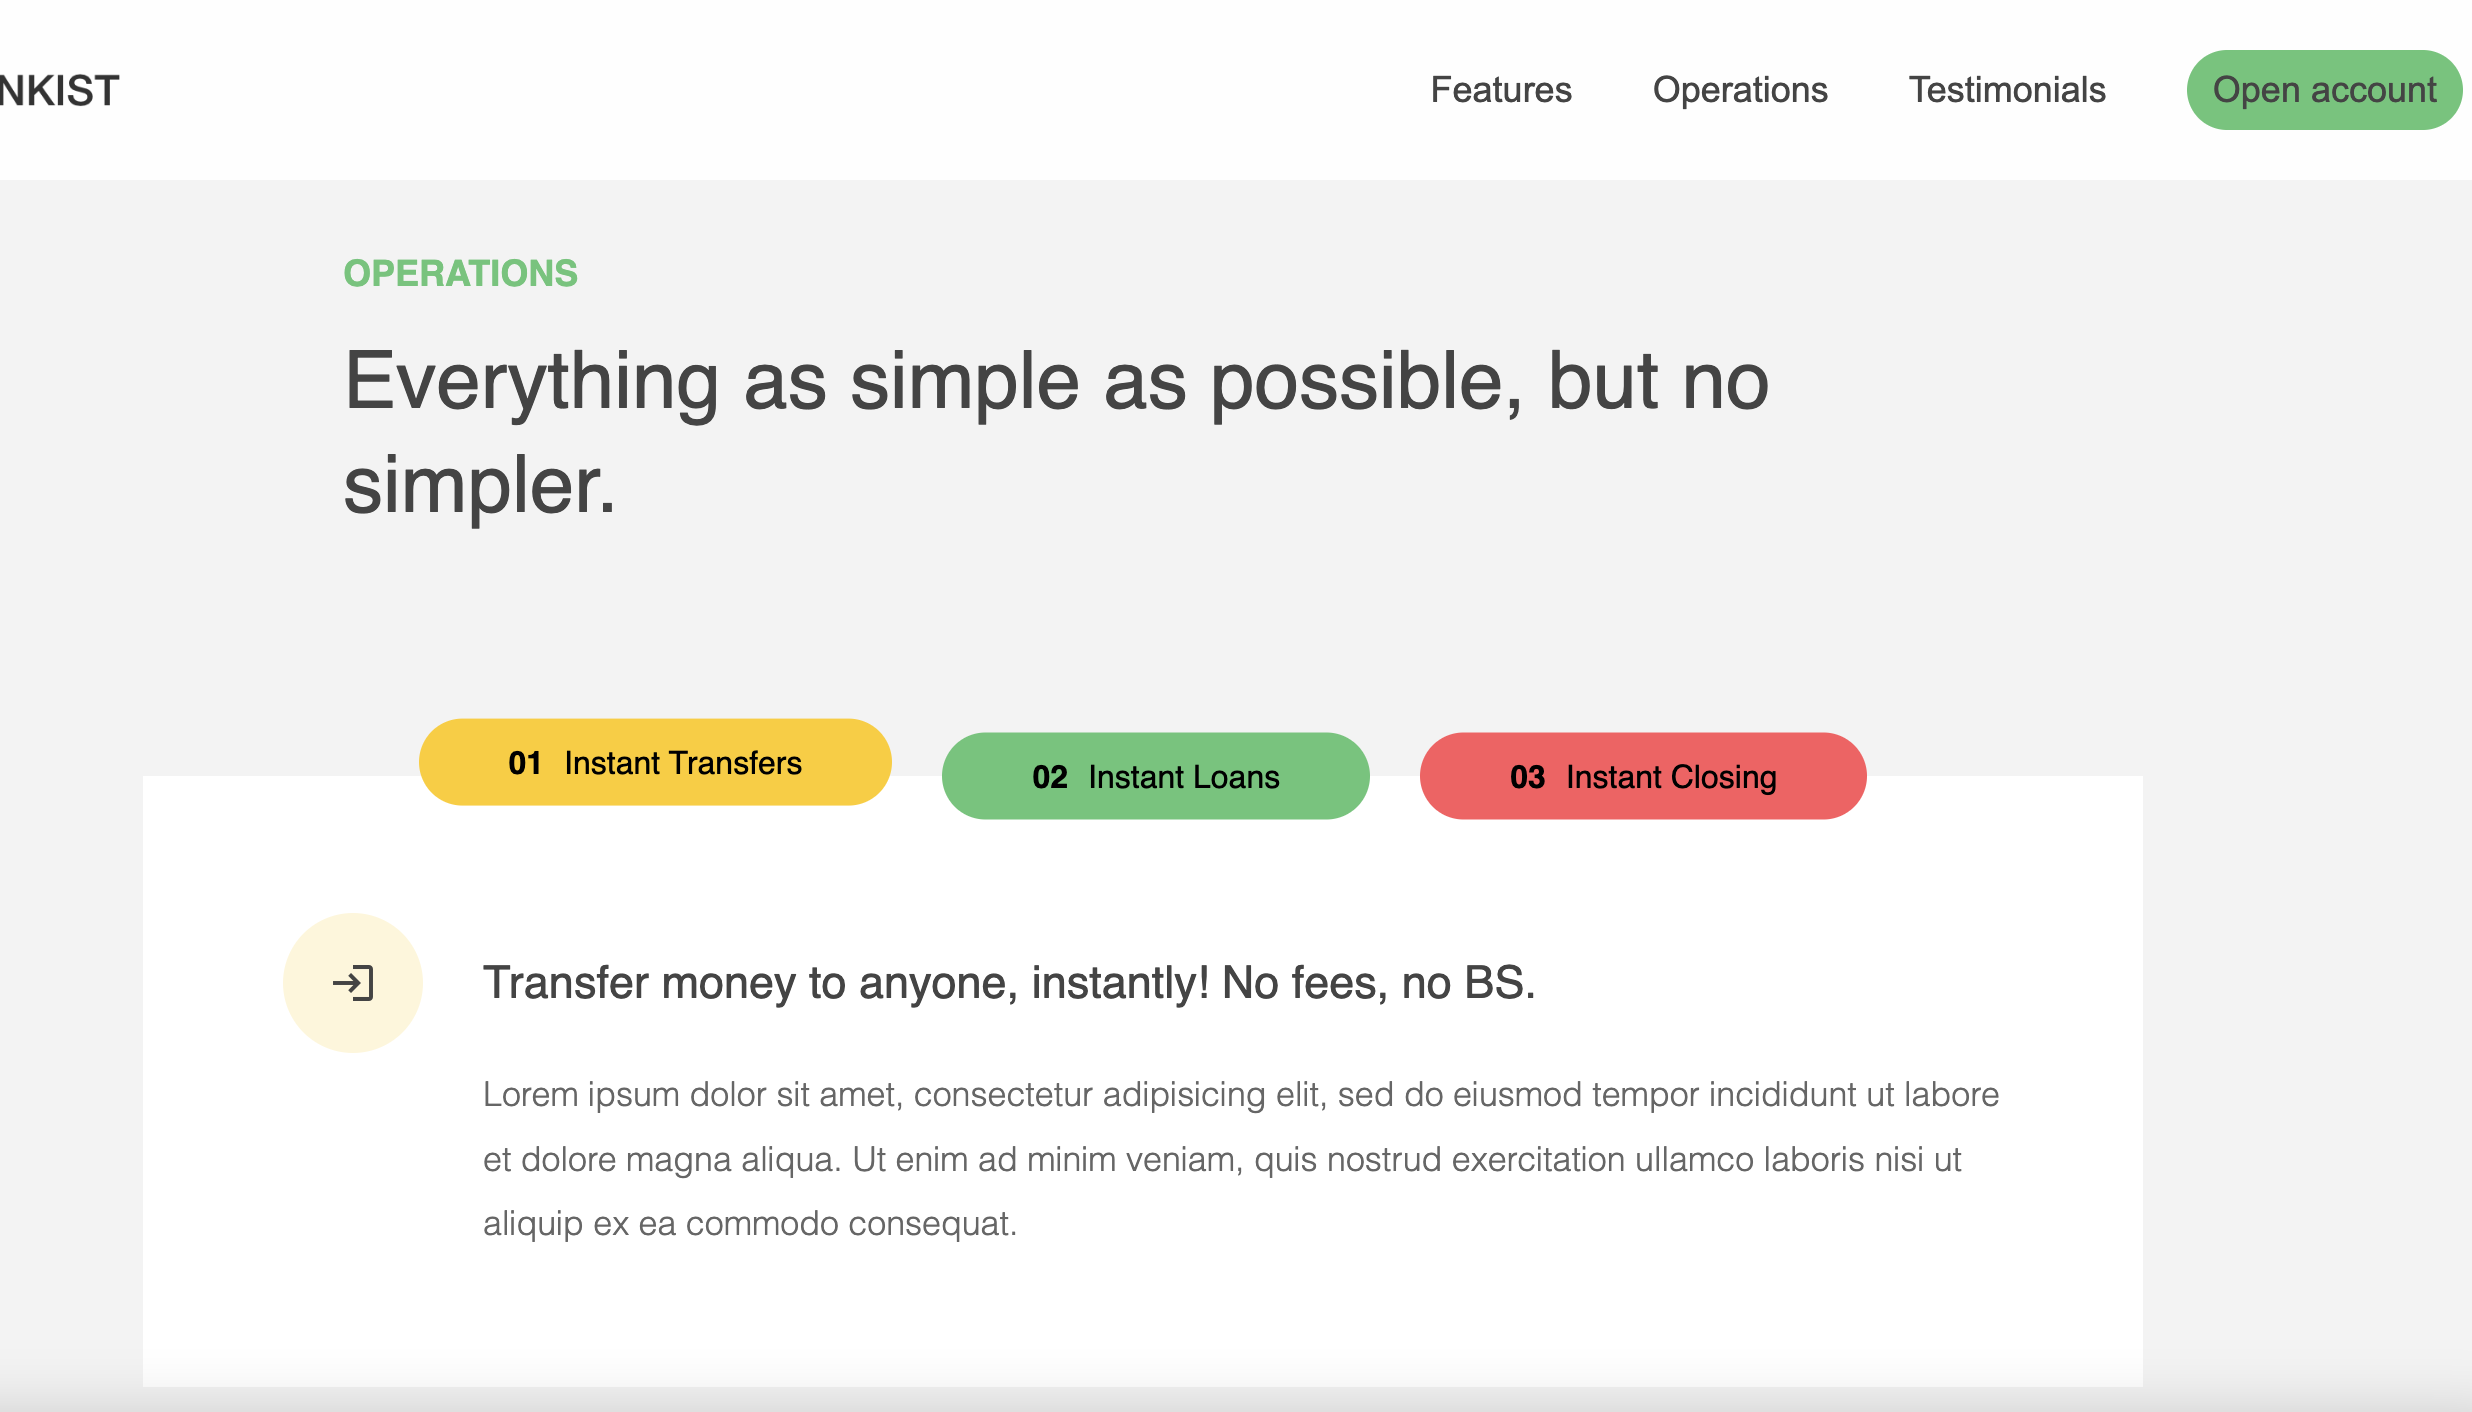 NKIST
Features
Operations
Testimonials
Open account
OPERATIONS
Everything as simple as possible, but no
simpler.
01 Instant Transfers
02 Instant Loans
03 Instant Closing
Transfer money to anyone, instantly! No fees, no BS.
Lorem ipsum dolor sit amet, consectetur adipisicing elit, sed do eiusmod tempor incididunt ut labore
et dolore magna aliqua. Ut enim ad minim veniam, quis nostrud exercitation ullamco laboris nisi ut
aliquip ex ea commodo consequat.